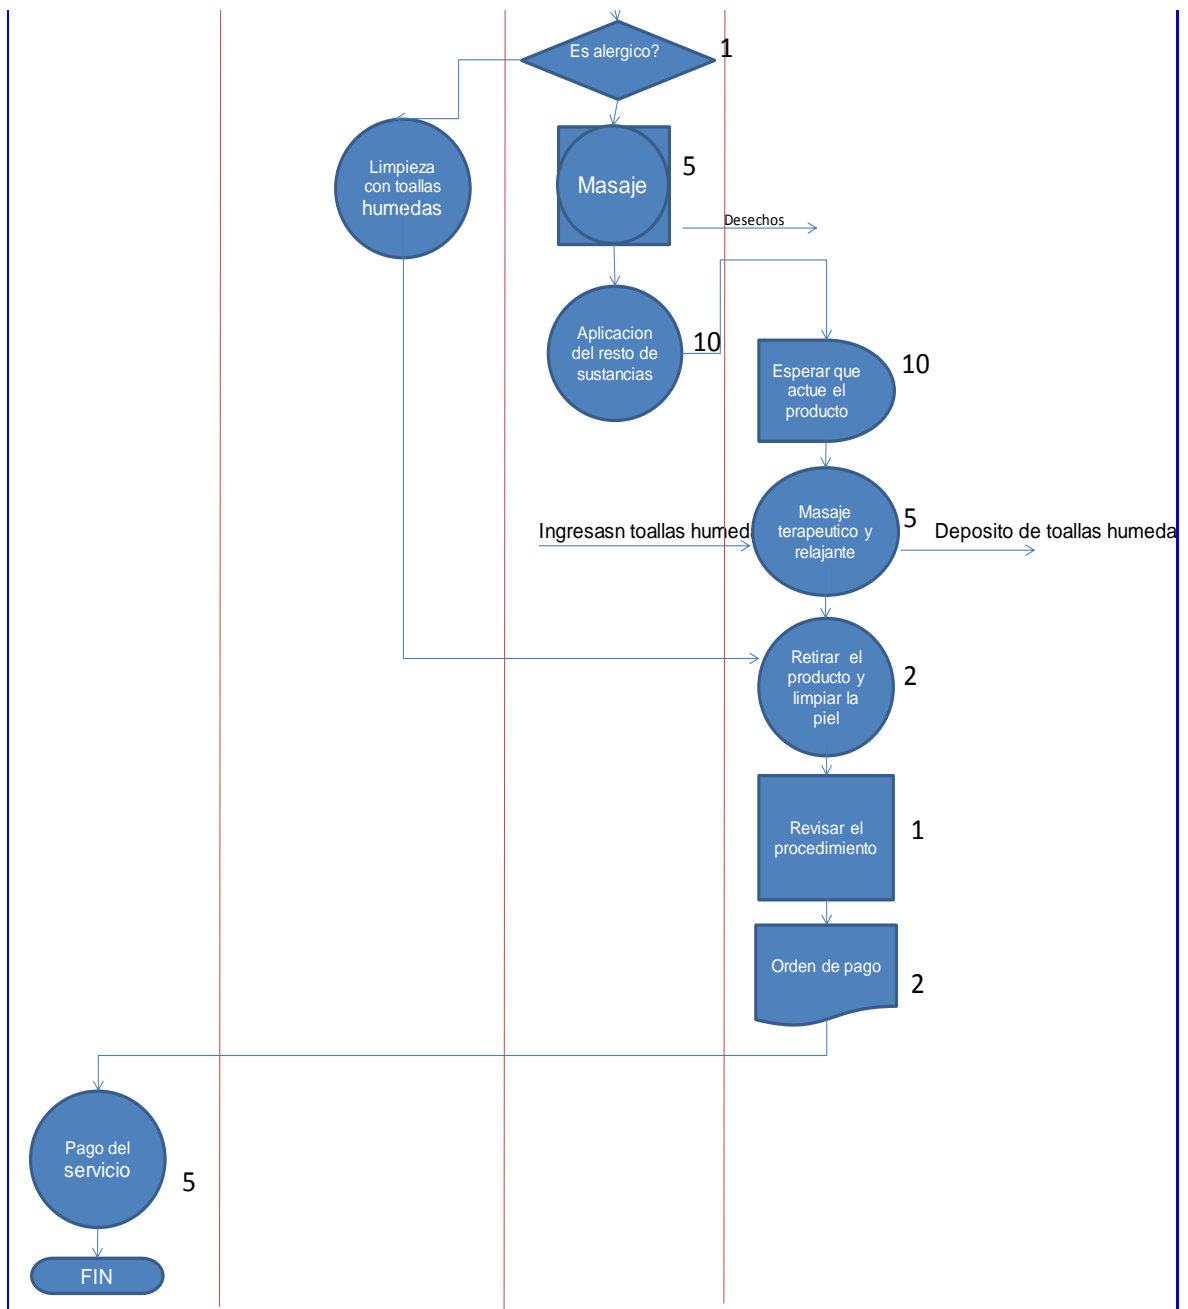 Es alergico?
1
Limpieza
con toallas
humedas
Masaje
5
Desechos
Aplicacion
del resto de
sustancias
10
Esperar que
actue el
producto
10
Ingresasn toallas humeda
Masaje
terapeutico y
relajante
5
Deposito de toallas humeda
Retirar el
producto y
limpiar la
piel
2
Revisar el
procedimiento
1
Orden de pago
2
Pago del
servicio
5
FIN